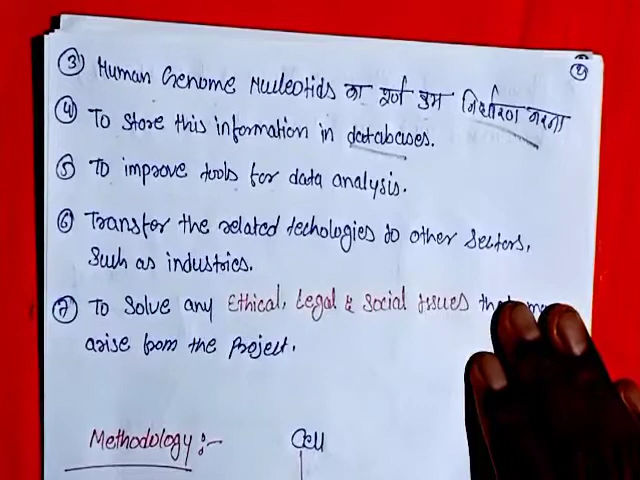 ④
③ Human Genome Nucleotids का पूर्ण क्रम निर्धारण करना
④ To store this information in databases.
⑤ To improve tools for data analysis.
⑥ Transfer the related techologies to other sectors,
Such as industries.
⑦ To solve any Ethical, Legal & Social Issues that
arise from the Project.
Methodology :-
Cell